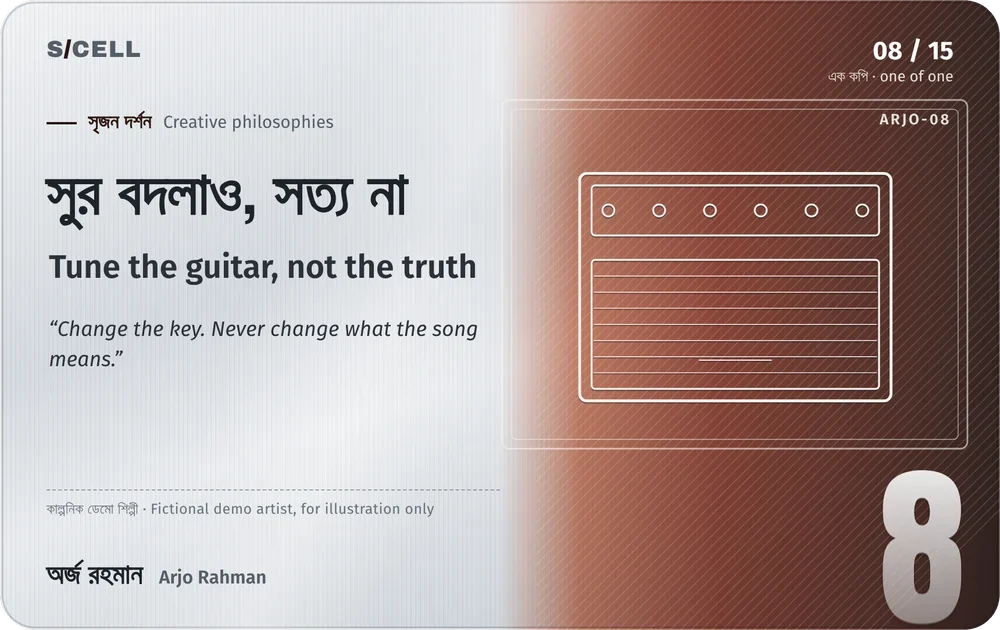 S/CELL
08 / 15
এক কপি · one of one
সৃজন দর্শন Creative philosophies
ARJO-08
সুর বদলাও, সত্য না
Tune the guitar, not the truth
“Change the key. Never change what the song
means.”
কাল্পনিক ডেমো শিল্পী · Fictional demo artist, for illustration only
অর্জ রহমান Arjo Rahman
8